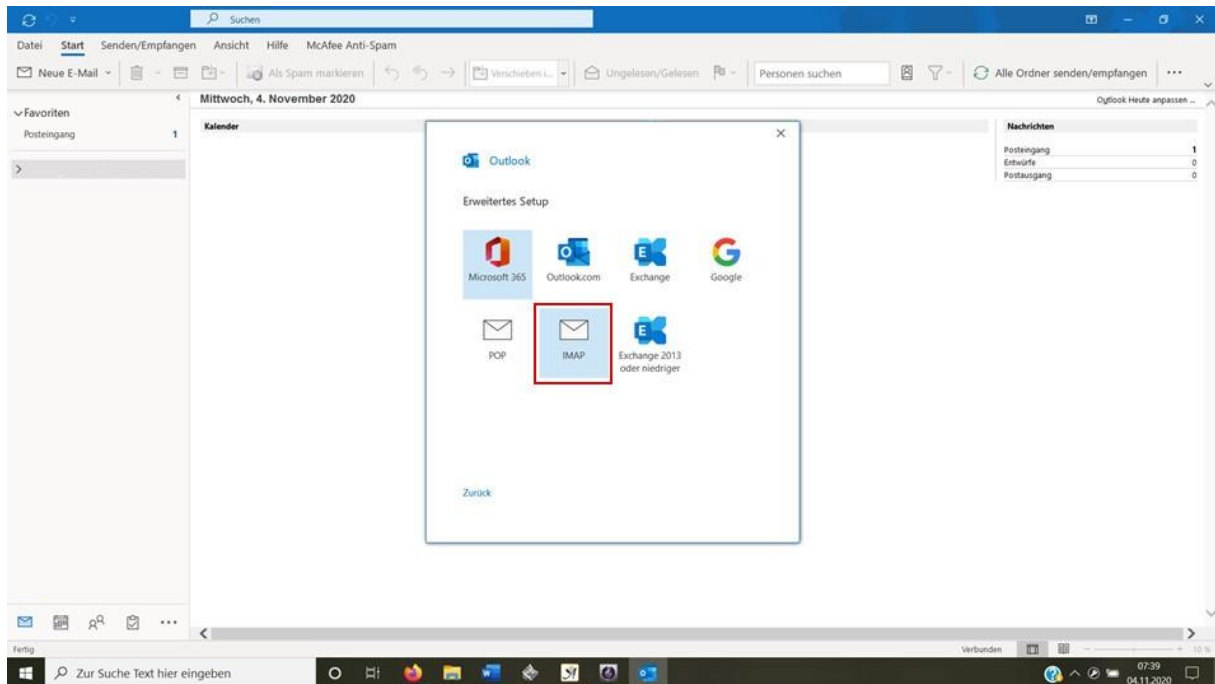 Suchen
Datei Start Senden/Empfangen Ansicht Hilfe McAfee Anti-Spam
Neue E-Mail Als Spam markieren Verschieben i... Ungelesen/Gelesen Personen suchen Alle Ordner senden/empfangen ...
Favoriten
Posteingang 1
Mittwoch, 4. November 2020
Outlook Heute anpassen ...
Kalender
Nachrichten
Posteingang 1
Entwürfe 0
Postausgang 0
Outlook
Erweitertes Setup
Microsoft 365 Outlook.com Exchange Google
POP IMAP Exchange 2013
oder niedriger
Zurück
Fertig
Verbunden 10 %
Zur Suche Text hier eingeben
07:39
04.11.2020